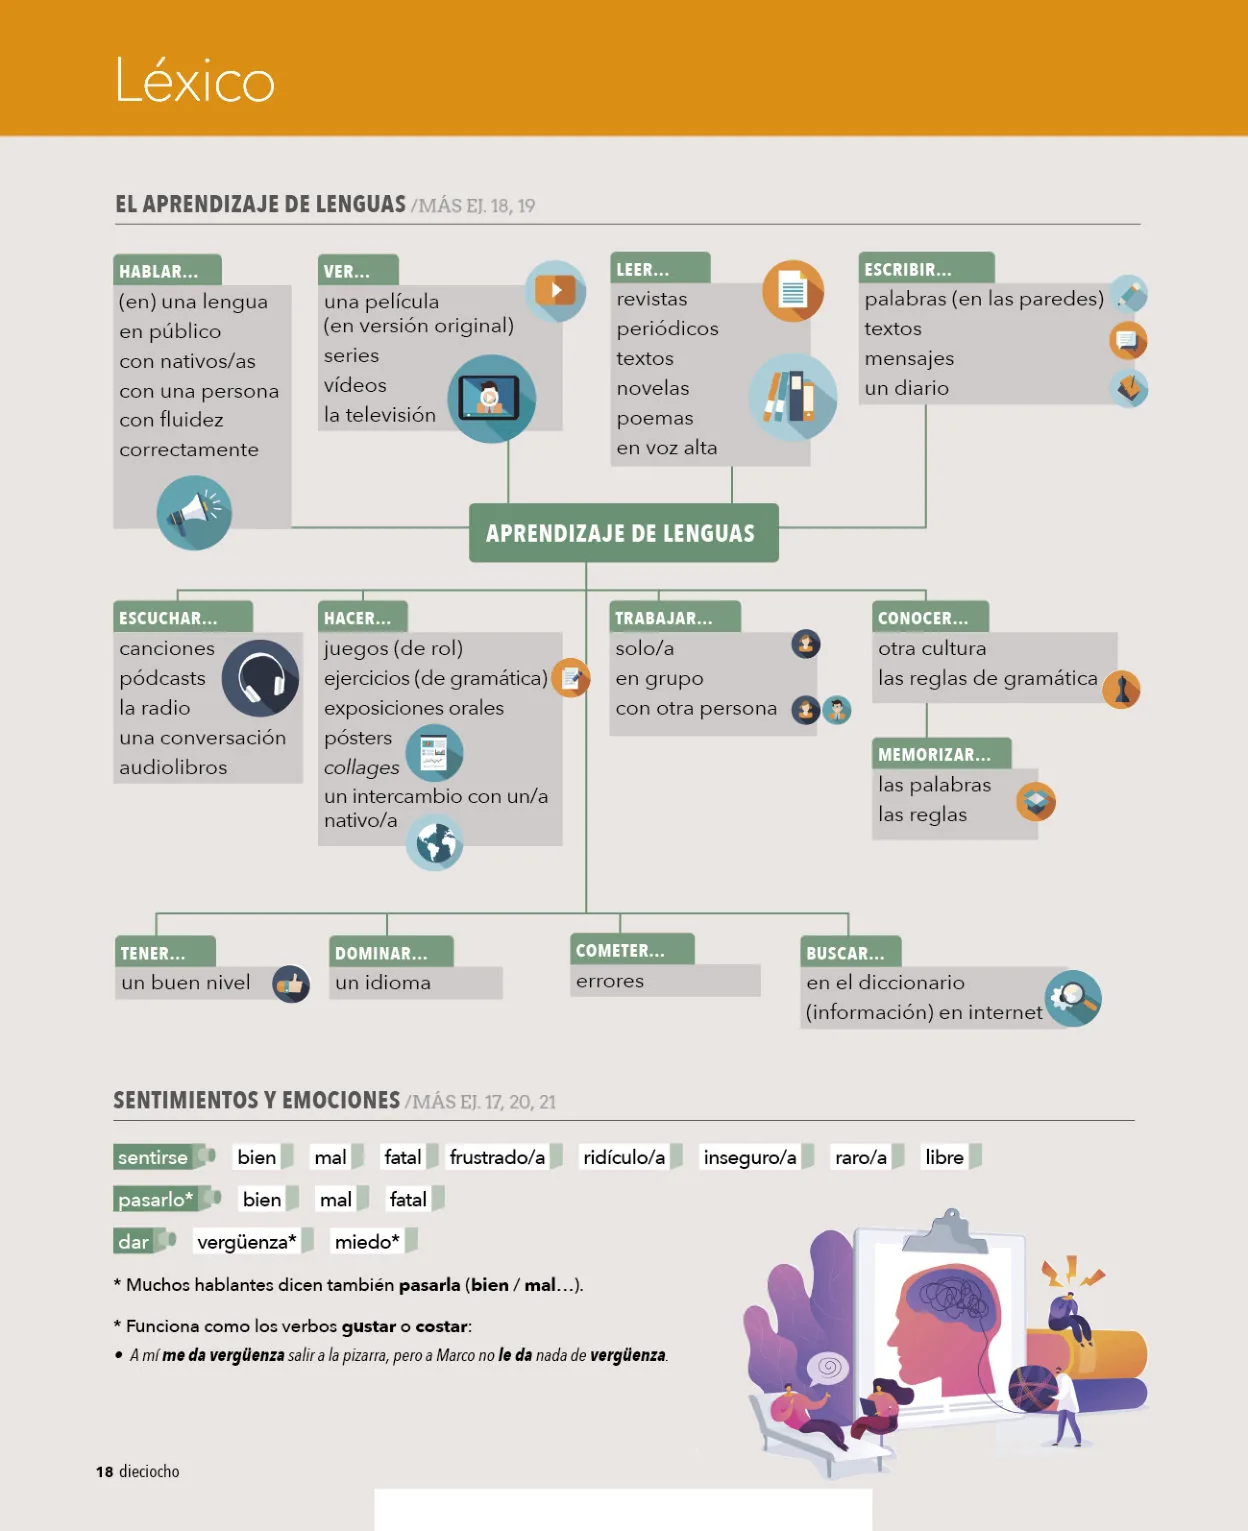 Léxico
EL APRENDIZAJE DE LENGUAS /MÁS EJ. 18, 19
HABLAR...
(en) una lengua
en público
con nativos/as
con una persona
con fluidez
correctamente
VER...
una película
(en versión original)
series
vídeos
la televisión
LEER...
revistas
periódicos
textos
novelas
poemas
en voz alta
ESCRIBIR...
palabras (en las paredes)
textos
mensajes
un diario
APRENDIZAJE DE LENGUAS
ESCUCHAR...
canciones
pódcasts
la radio
una conversación
audiolibros
HACER...
juegos (de rol)
ejercicios (de gramática)
exposiciones orales
pósters
collages
un intercambio con un/a
nativo/a
TRABAJAR...
solo/a
en grupo
con otra persona
CONOCER...
otra cultura
las reglas de gramática
MEMORIZAR...
las palabras
las reglas
TENER...
un buen nivel
DOMINAR...
un idioma
COMETER...
errores
BUSCAR...
en el diccionario
(información) en internet
SENTIMIENTOS Y EMOCIONES /MÁS EJ. 17, 20, 21
sentirse bien mal fatal frustrado/a ridículo/a inseguro/a raro/a libre
pasarlo* bien mal fatal
dar vergüenza* miedo*
* Muchos hablantes dicen también pasarla (bien / mal...).
* Funciona como los verbos gustar o costar:
• A mí me da vergüenza salir a la pizarra, pero a Marco no le da nada de vergüenza.
18 dieciocho